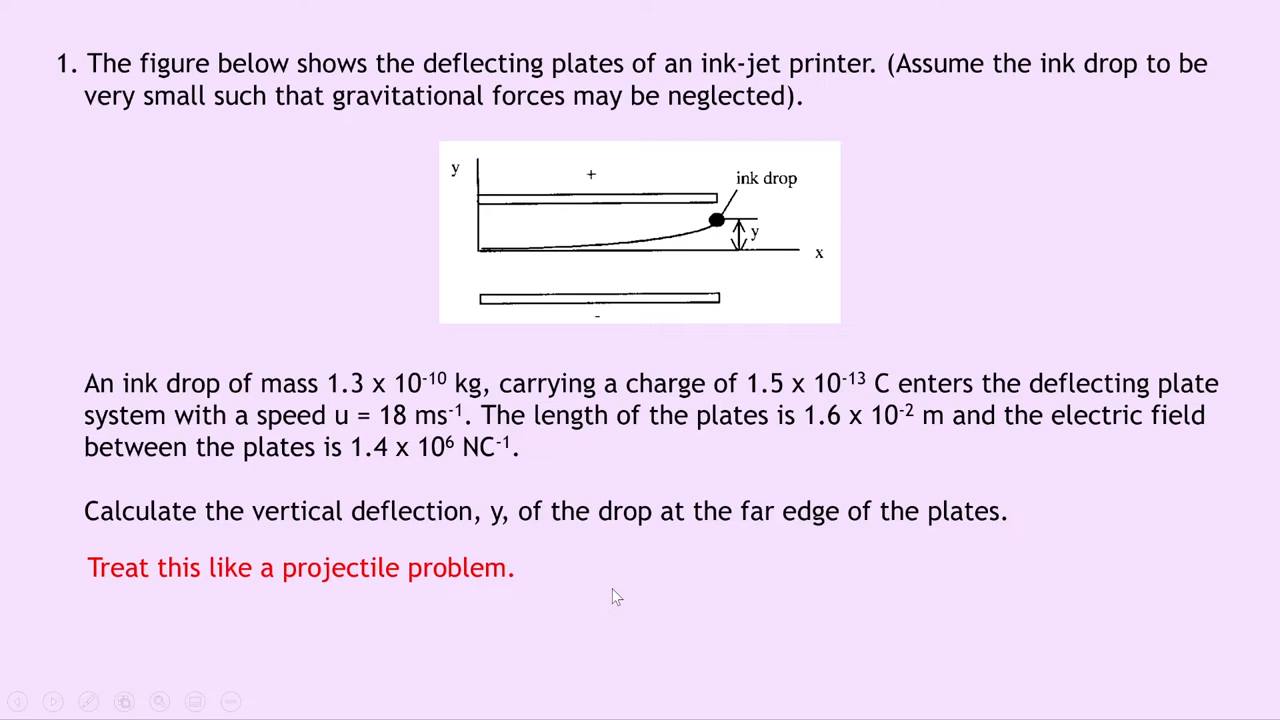 1. The figure below shows the deflecting plates of an ink-jet printer. (Assume the ink drop to be
very small such that gravitational forces may be neglected).
y
+
ink drop
y
x
-
An ink drop of mass 1.3 x 10⁻¹⁰ kg, carrying a charge of 1.5 x 10⁻¹³ C enters the deflecting plate
system with a speed u = 18 ms⁻¹. The length of the plates is 1.6 x 10⁻² m and the electric field
between the plates is 1.4 x 10⁶ NC⁻¹.
Calculate the vertical deflection, y, of the drop at the far edge of the plates.
Treat this like a projectile problem.